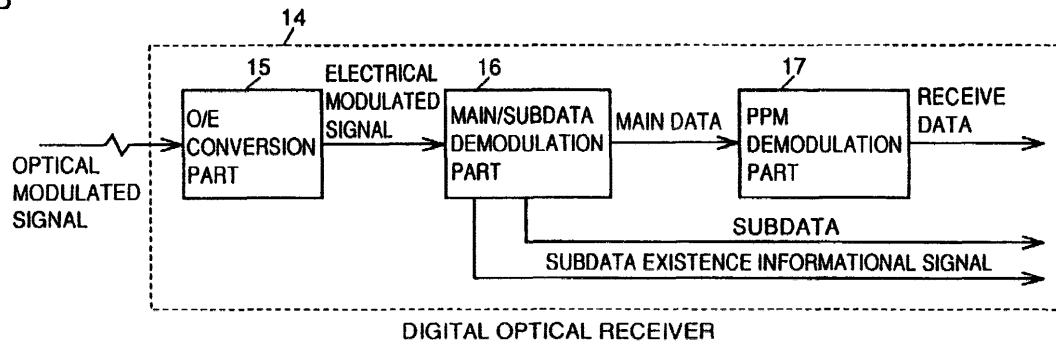 14
15
O/E
CONVERSION
PART
ELECTRICAL
MODULATED
SIGNAL
16
MAIN/SUBDATA
DEMODULATION
PART
MAIN DATA
17
PPM
DEMODULATION
PART
RECEIVE
DATA
OPTICAL
MODULATED
SIGNAL
SUBDATA
SUBDATA EXISTENCE INFORMATIONAL SIGNAL
DIGITAL OPTICAL RECEIVER